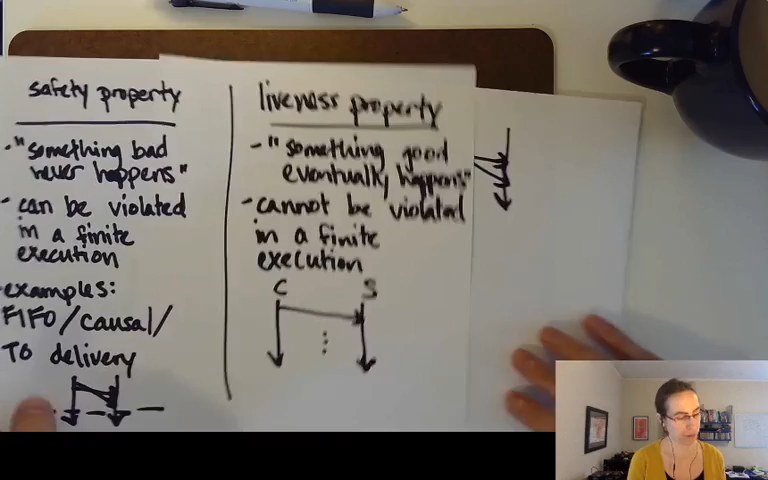 safety property
- "something bad
never happens"
- can be violated
in a finite
execution
- examples:
FIFO/causal/
TO delivery
liveness property
- "something good
eventually happens"
- cannot be violated
in a finite
execution
C S